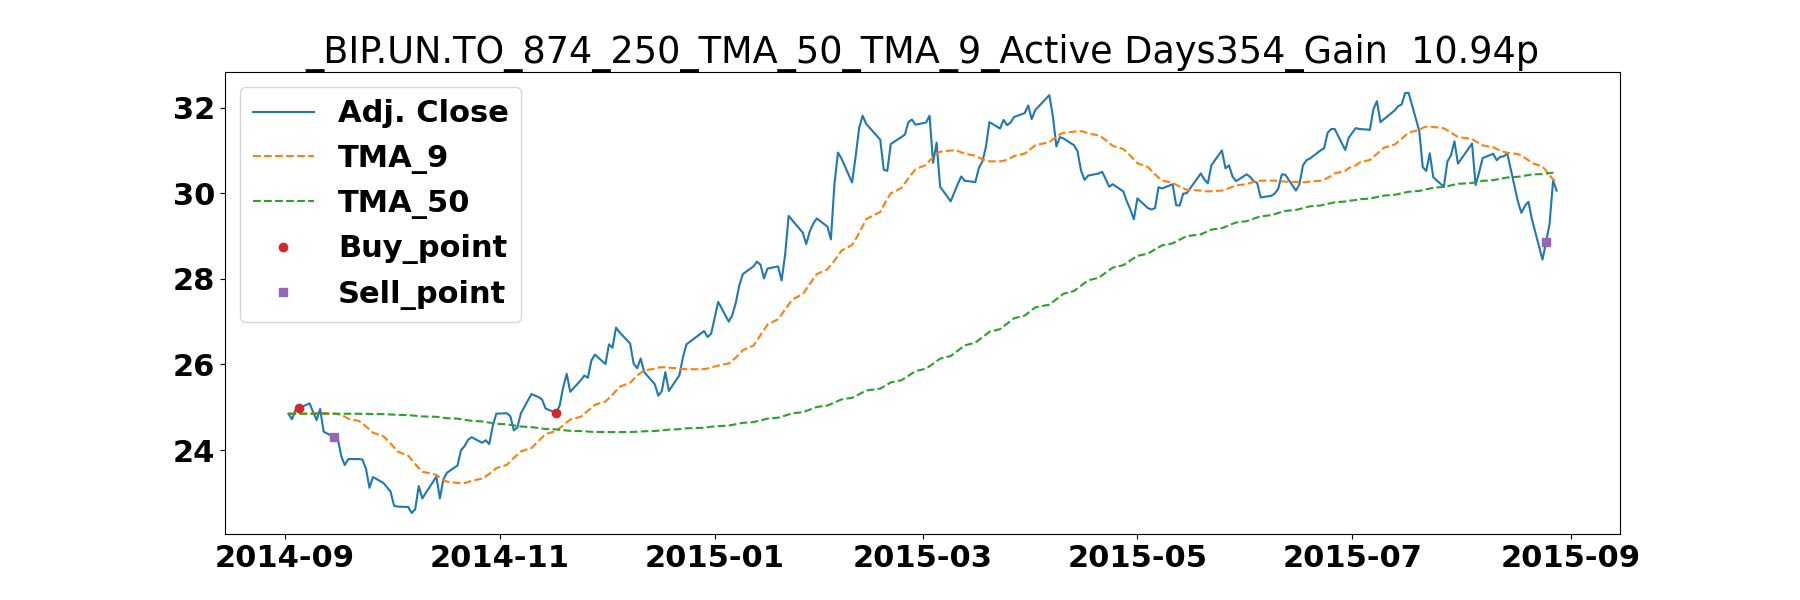 _BIP.UN.TO_874_250_TMA_50_TMA_9_Active Days354_Gain  10.94p
Adj. Close
TMA_9
TMA_50
Buy_point
Sell_point
32
30
28
26
24
2014-09
2014-11
2015-01
2015-03
2015-05
2015-07
2015-09